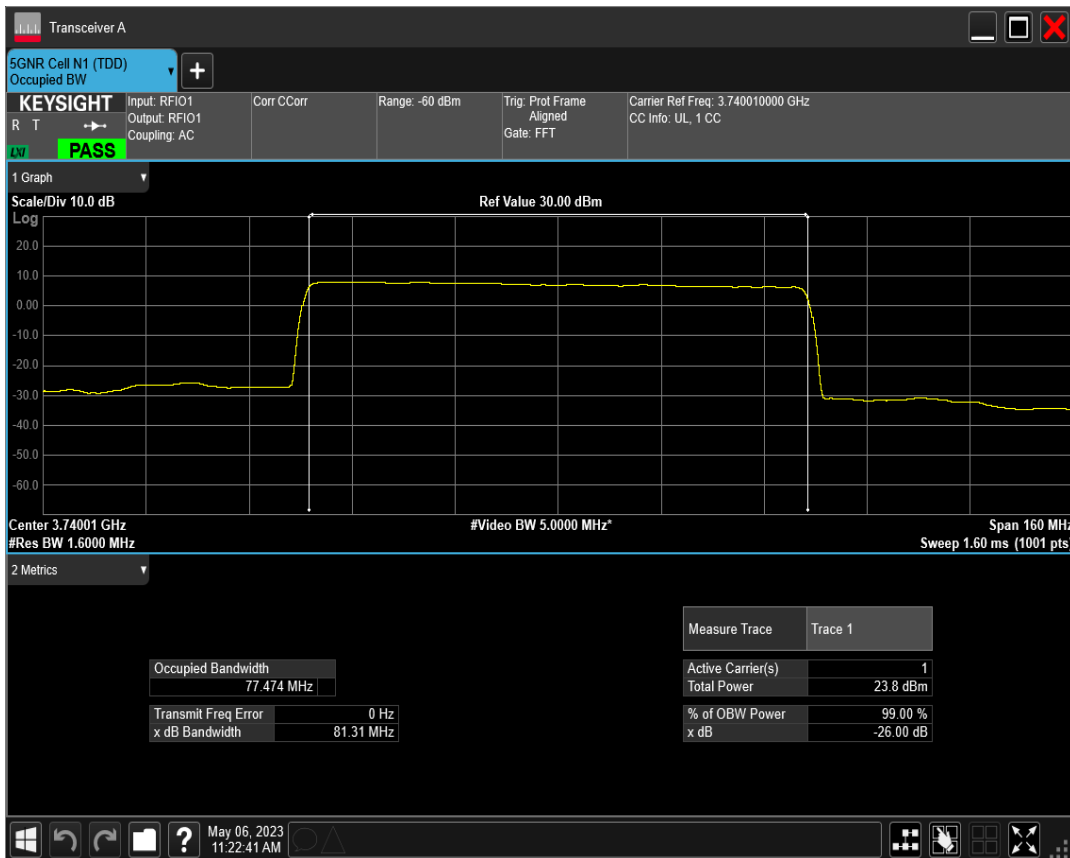 Transceiver A
5GNR Cell N1 (TDD)
Occupied BW
KEYSIGHT
R T
LXI
PASS
Input: RFIO1
Output: RFIO1
Coupling: AC
Corr CCorr
Range: -60 dBm
Trig: Prot Frame
Aligned
Gate: FFT
Carrier Ref Freq: 3.740010000 GHz
CC Info: UL, 1 CC
1 Graph
Scale/Div 10.0 dB
Ref Value 30.00 dBm
Log
20.0
10.0
0.00
-10.0
-20.0
-30.0
-40.0
-50.0
-60.0
Center 3.74001 GHz
#Video BW 5.0000 MHz*
Span 160 MHz
#Res BW 1.6000 MHz
Sweep 1.60 ms (1001 pts)
2 Metrics
Measure Trace Trace 1
Occupied Bandwidth
77.474 MHz
Active Carrier(s) 1
Total Power 23.8 dBm
Transmit Freq Error 0 Hz
x dB Bandwidth 81.31 MHz
% of OBW Power 99.00 %
x dB -26.00 dB
?
May 06, 2023
11:22:41 AM